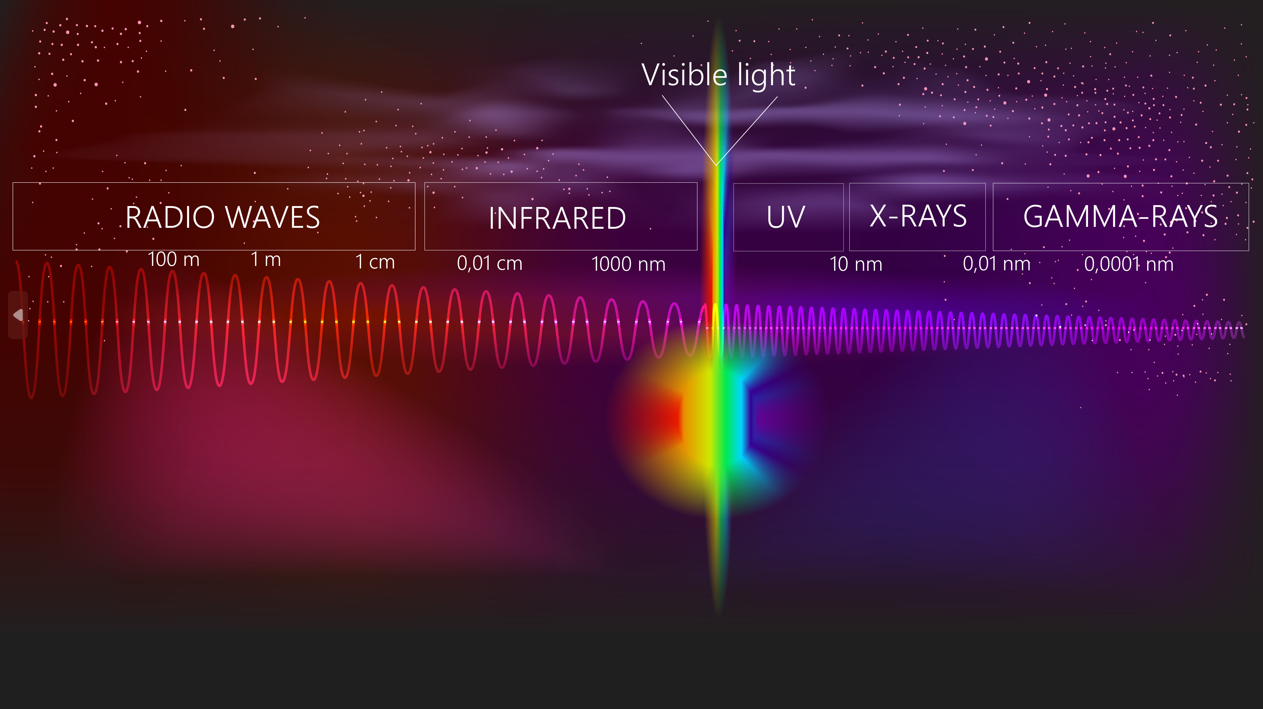 Visible light
RADIO WAVES
INFRARED
UV
X-RAYS
GAMMA-RAYS
100 m
1 m
1 cm
0,01 cm
1000 nm
10 nm
0,01 nm
0,0001 nm